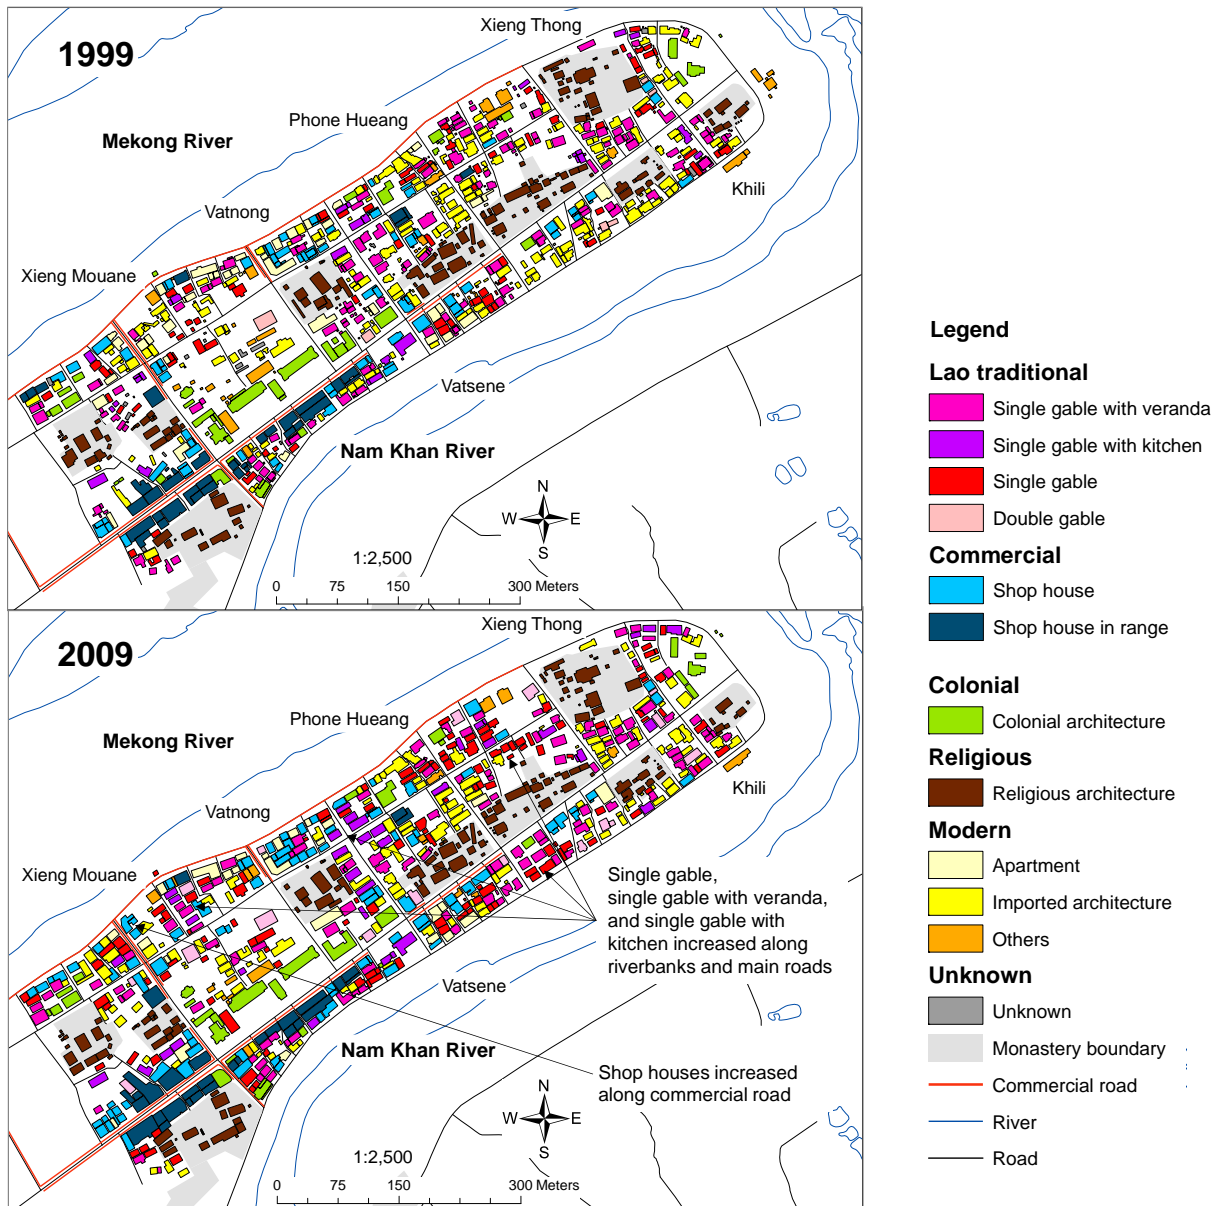 1999
Xieng Thong
Phone Hueang
Mekong River
Vatnong
Khili
Xieng Mouane
Vatsene
Nam Khan River
N
W E
S
1:2,500
0 75 150 300 Meters
2009
Xieng Thong
Phone Hueang
Mekong River
Khili
Vatnong
Xieng Mouane
Single gable,
single gable with veranda,
and single gable with
kitchen increased along
riverbanks and main roads
Vatsene
Nam Khan River
Shop houses increased
along commercial road
N
W E
S
1:2,500
0 75 150 300 Meters
Legend
Lao traditional
Single gable with veranda
Single gable with kitchen
Single gable
Double gable
Commercial
Shop house
Shop house in range
Colonial
Colonial architecture
Religious
Religious architecture
Modern
Apartment
Imported architecture
Others
Unknown
Unknown
Monastery boundary
Commercial road
River
Road